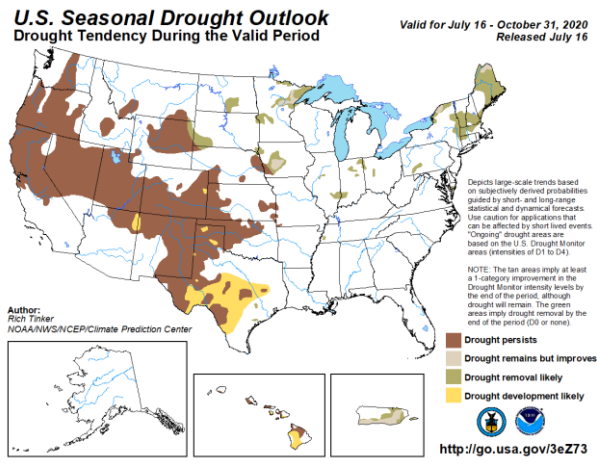 U.S. Seasonal Drought Outlook
Drought Tendency During the Valid Period
Valid for July 16 - October 31, 2020
Released July 16
Depicts large-scale trends based
on subjectively derived probabilities
guided by short- and long-range
statistical and dynamical forecasts.
Use caution for applications that
can be affected by short lived events.
"Ongoing" drought areas are
based on the U.S. Drought Monitor
areas (intensities of D1 to D4).
NOTE: The tan areas imply at least
a 1-category improvement in the
Drought Monitor intensity levels by
the end of the period, although
drought will remain. The green
areas imply drought removal by the
end of the period (D0 or none).
Author:
Rich Tinker
NOAA/NWS/NCEP/Climate Prediction Center
Drought persists
Drought remains but improves
Drought removal likely
Drought development likely
http://go.usa.gov/3eZ73